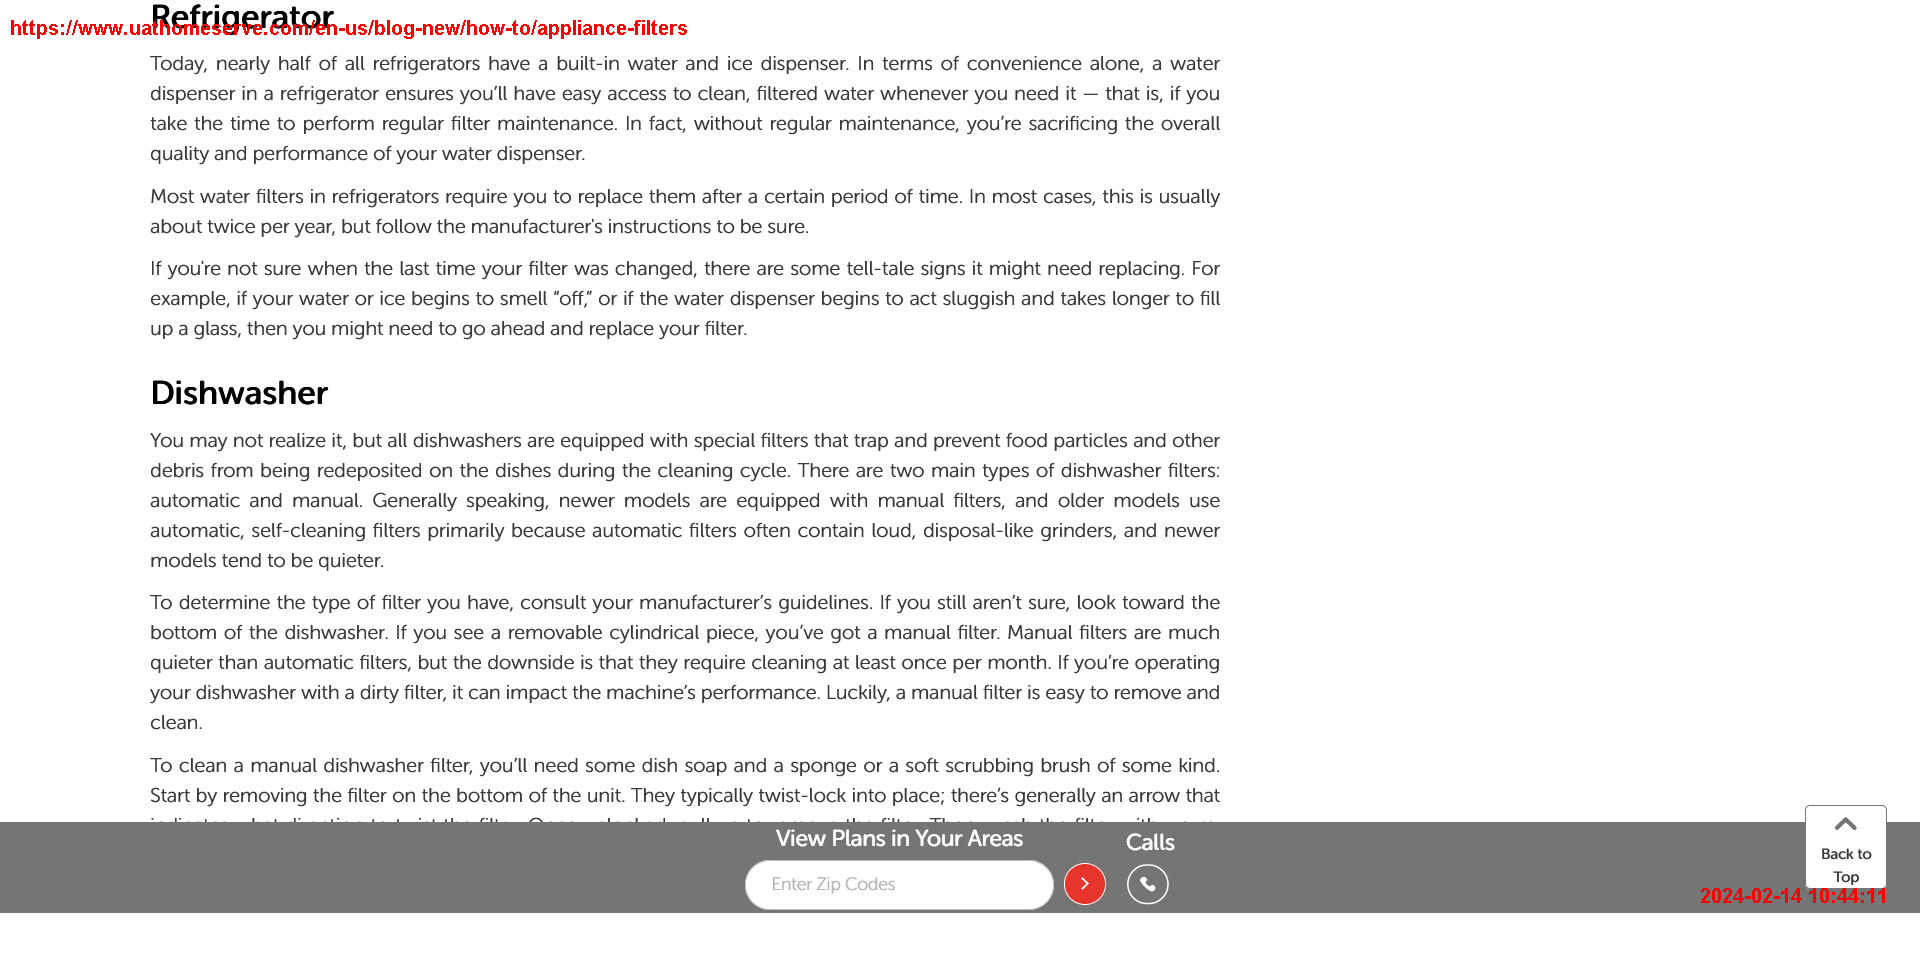 Refrigerator
https://www.uathomeserve.com/en-us/blog-new/how-to/appliance-filters
Today, nearly half of all refrigerators have a built-in water and ice dispenser. In terms of convenience alone, a water
dispenser in a refrigerator ensures you’ll have easy access to clean, filtered water whenever you need it — that is, if you
take the time to perform regular filter maintenance. In fact, without regular maintenance, you’re sacrificing the overall
quality and performance of your water dispenser.
Most water filters in refrigerators require you to replace them after a certain period of time. In most cases, this is usually
about twice per year, but follow the manufacturer's instructions to be sure.
If you're not sure when the last time your filter was changed, there are some tell-tale signs it might need replacing. For
example, if your water or ice begins to smell “off,” or if the water dispenser begins to act sluggish and takes longer to fill
up a glass, then you might need to go ahead and replace your filter.
Dishwasher
You may not realize it, but all dishwashers are equipped with special filters that trap and prevent food particles and other
debris from being redeposited on the dishes during the cleaning cycle. There are two main types of dishwasher filters:
automatic and manual. Generally speaking, newer models are equipped with manual filters, and older models use
automatic, self-cleaning filters primarily because automatic filters often contain loud, disposal-like grinders, and newer
models tend to be quieter.
To determine the type of filter you have, consult your manufacturer’s guidelines. If you still aren’t sure, look toward the
bottom of the dishwasher. If you see a removable cylindrical piece, you’ve got a manual filter. Manual filters are much
quieter than automatic filters, but the downside is that they require cleaning at least once per month. If you’re operating
your dishwasher with a dirty filter, it can impact the machine’s performance. Luckily, a manual filter is easy to remove and
clean.
To clean a manual dishwasher filter, you’ll need some dish soap and a sponge or a soft scrubbing brush of some kind.
Start by removing the filter on the bottom of the unit. They typically twist-lock into place; there’s generally an arrow that
View Plans in Your Areas
Calls
Enter Zip Codes
Back to
Top
2024-02-14 10:44:11